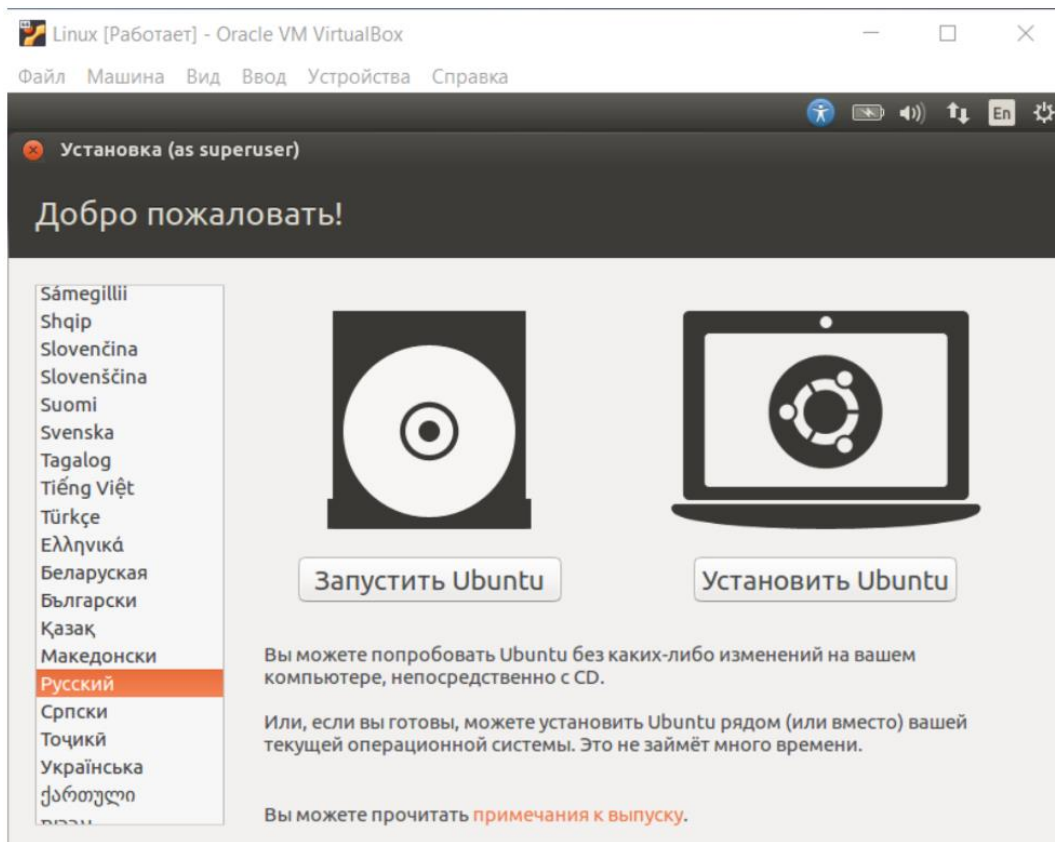 Linux [Работает] - Oracle VM VirtualBox
Файл Машина Вид Ввод Устройства Справка
En
Установка (as superuser)
Добро пожаловать!
Sámegillii
Shqip
Slovenčina
Slovenščina
Suomi
Svenska
Tagalog
Tiếng Việt
Türkçe
Ελληνικά
Беларуская
Български
Қазақ
Македонски
Русский
Српски
Тоҷикӣ
Українська
ქართული
Запустить Ubuntu
Установить Ubuntu
Вы можете попробовать Ubuntu без каких-либо изменений на вашем
компьютере, непосредственно с CD.
Или, если вы готовы, можете установить Ubuntu рядом (или вместо) вашей
текущей операционной системы. Это не займёт много времени.
Вы можете прочитать примечания к выпуску.